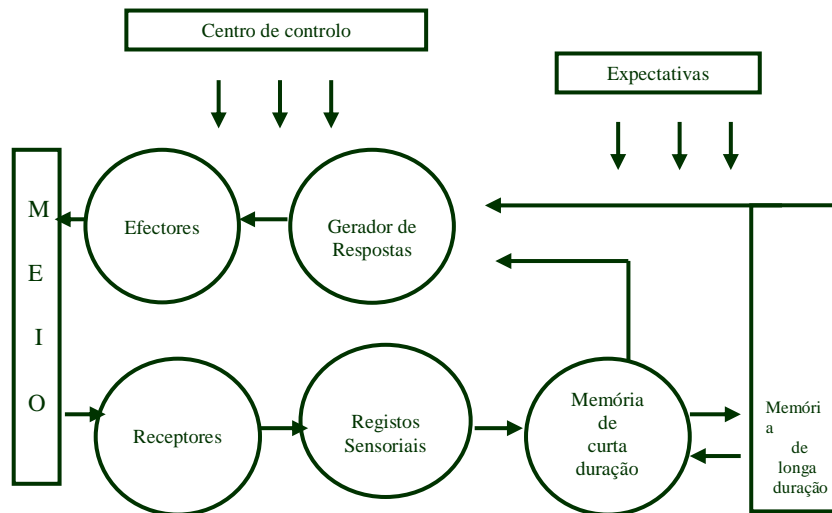 Centro de controlo
Expectativas
M
E
I
O
Efectores
Gerador de
Respostas
Receptores
Registos
Sensoriais
Memória
de
curta
duração
Memóri
a
de
longa
duração